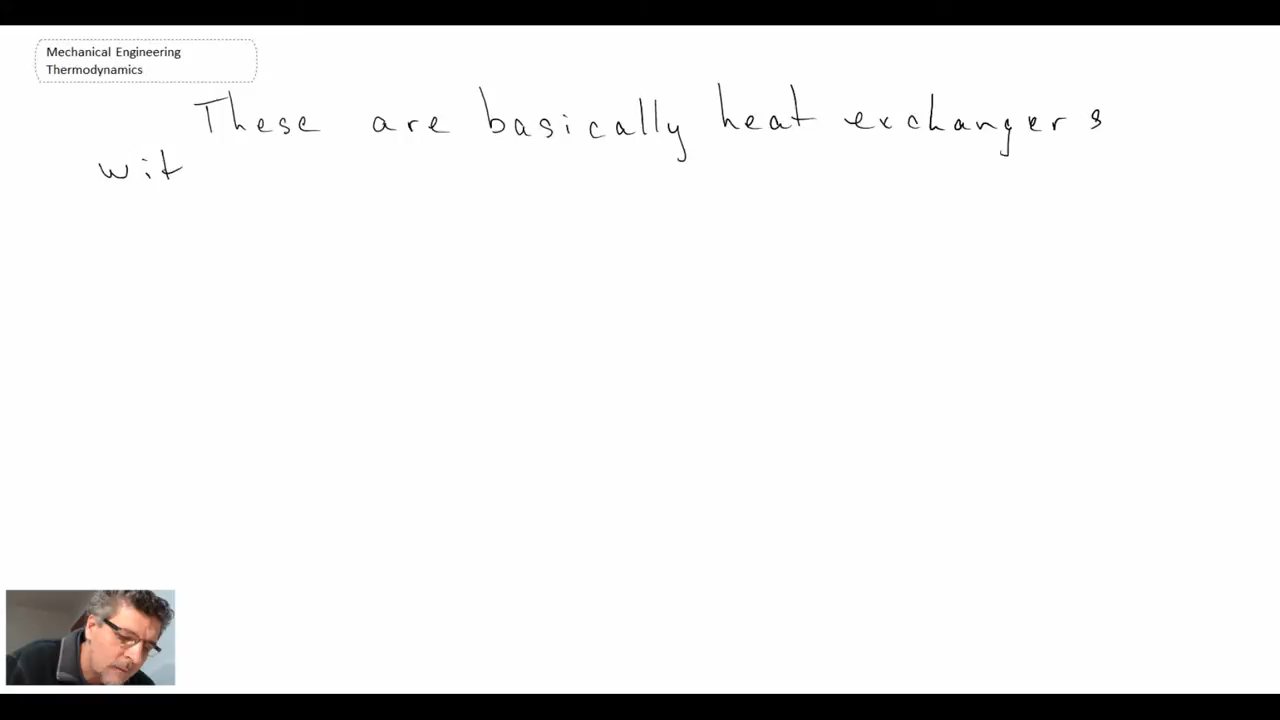 Mechanical Engineering
Thermodynamics
These are basically heat exchangers
wit